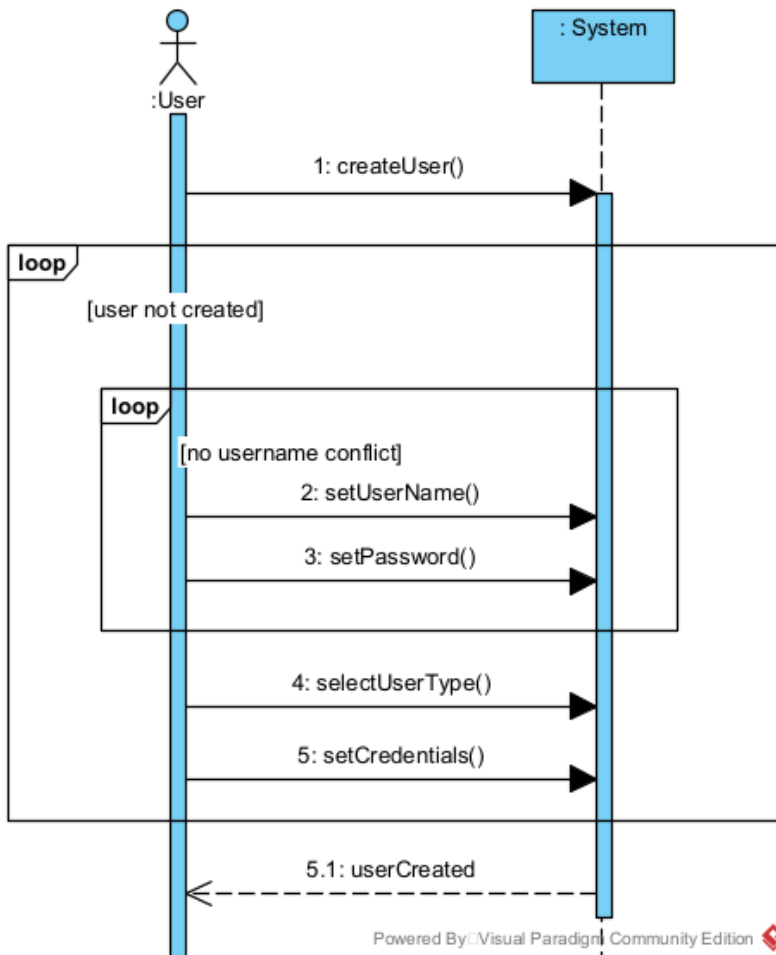 : System
:User
1: createUser()
loop
[user not created]
loop
[no username conflict]
2: setUserName()
3: setPassword()
4: selectUserType()
5: setCredentials()
5.1: userCreated
Powered By□Visual Paradigm Community Edition